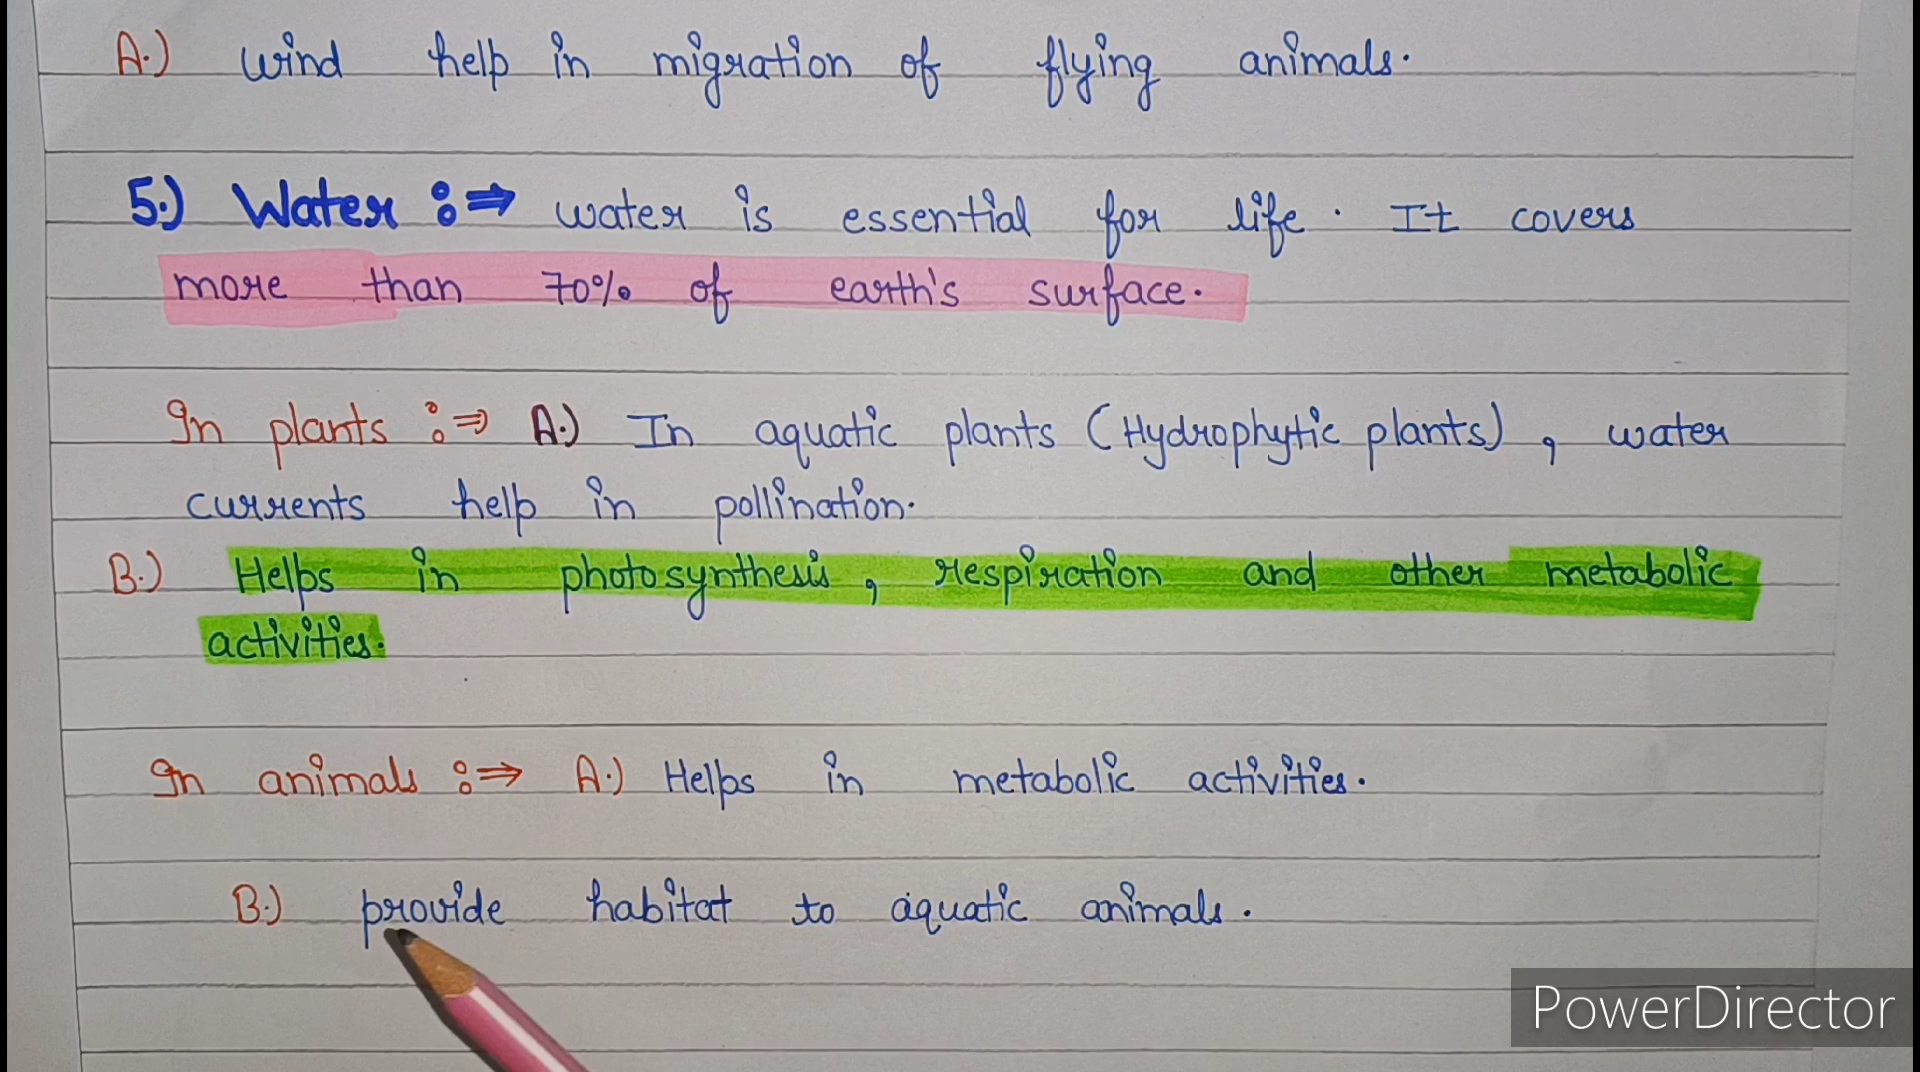 A.) wind help in migration of flying animals.
5.) Water :⇒ water is essential for life. It covers
more than 70% of earth's surface.
In plants :⇒ A.) In aquatic plants (Hydrophytic plants), water
currents help in pollination.
B.) Helps in photosynthesis, respiration and other metabolic
activities.
In animals :⇒ A.) Helps in metabolic activities.
B.) provide habitat to aquatic animals.
PowerDirector